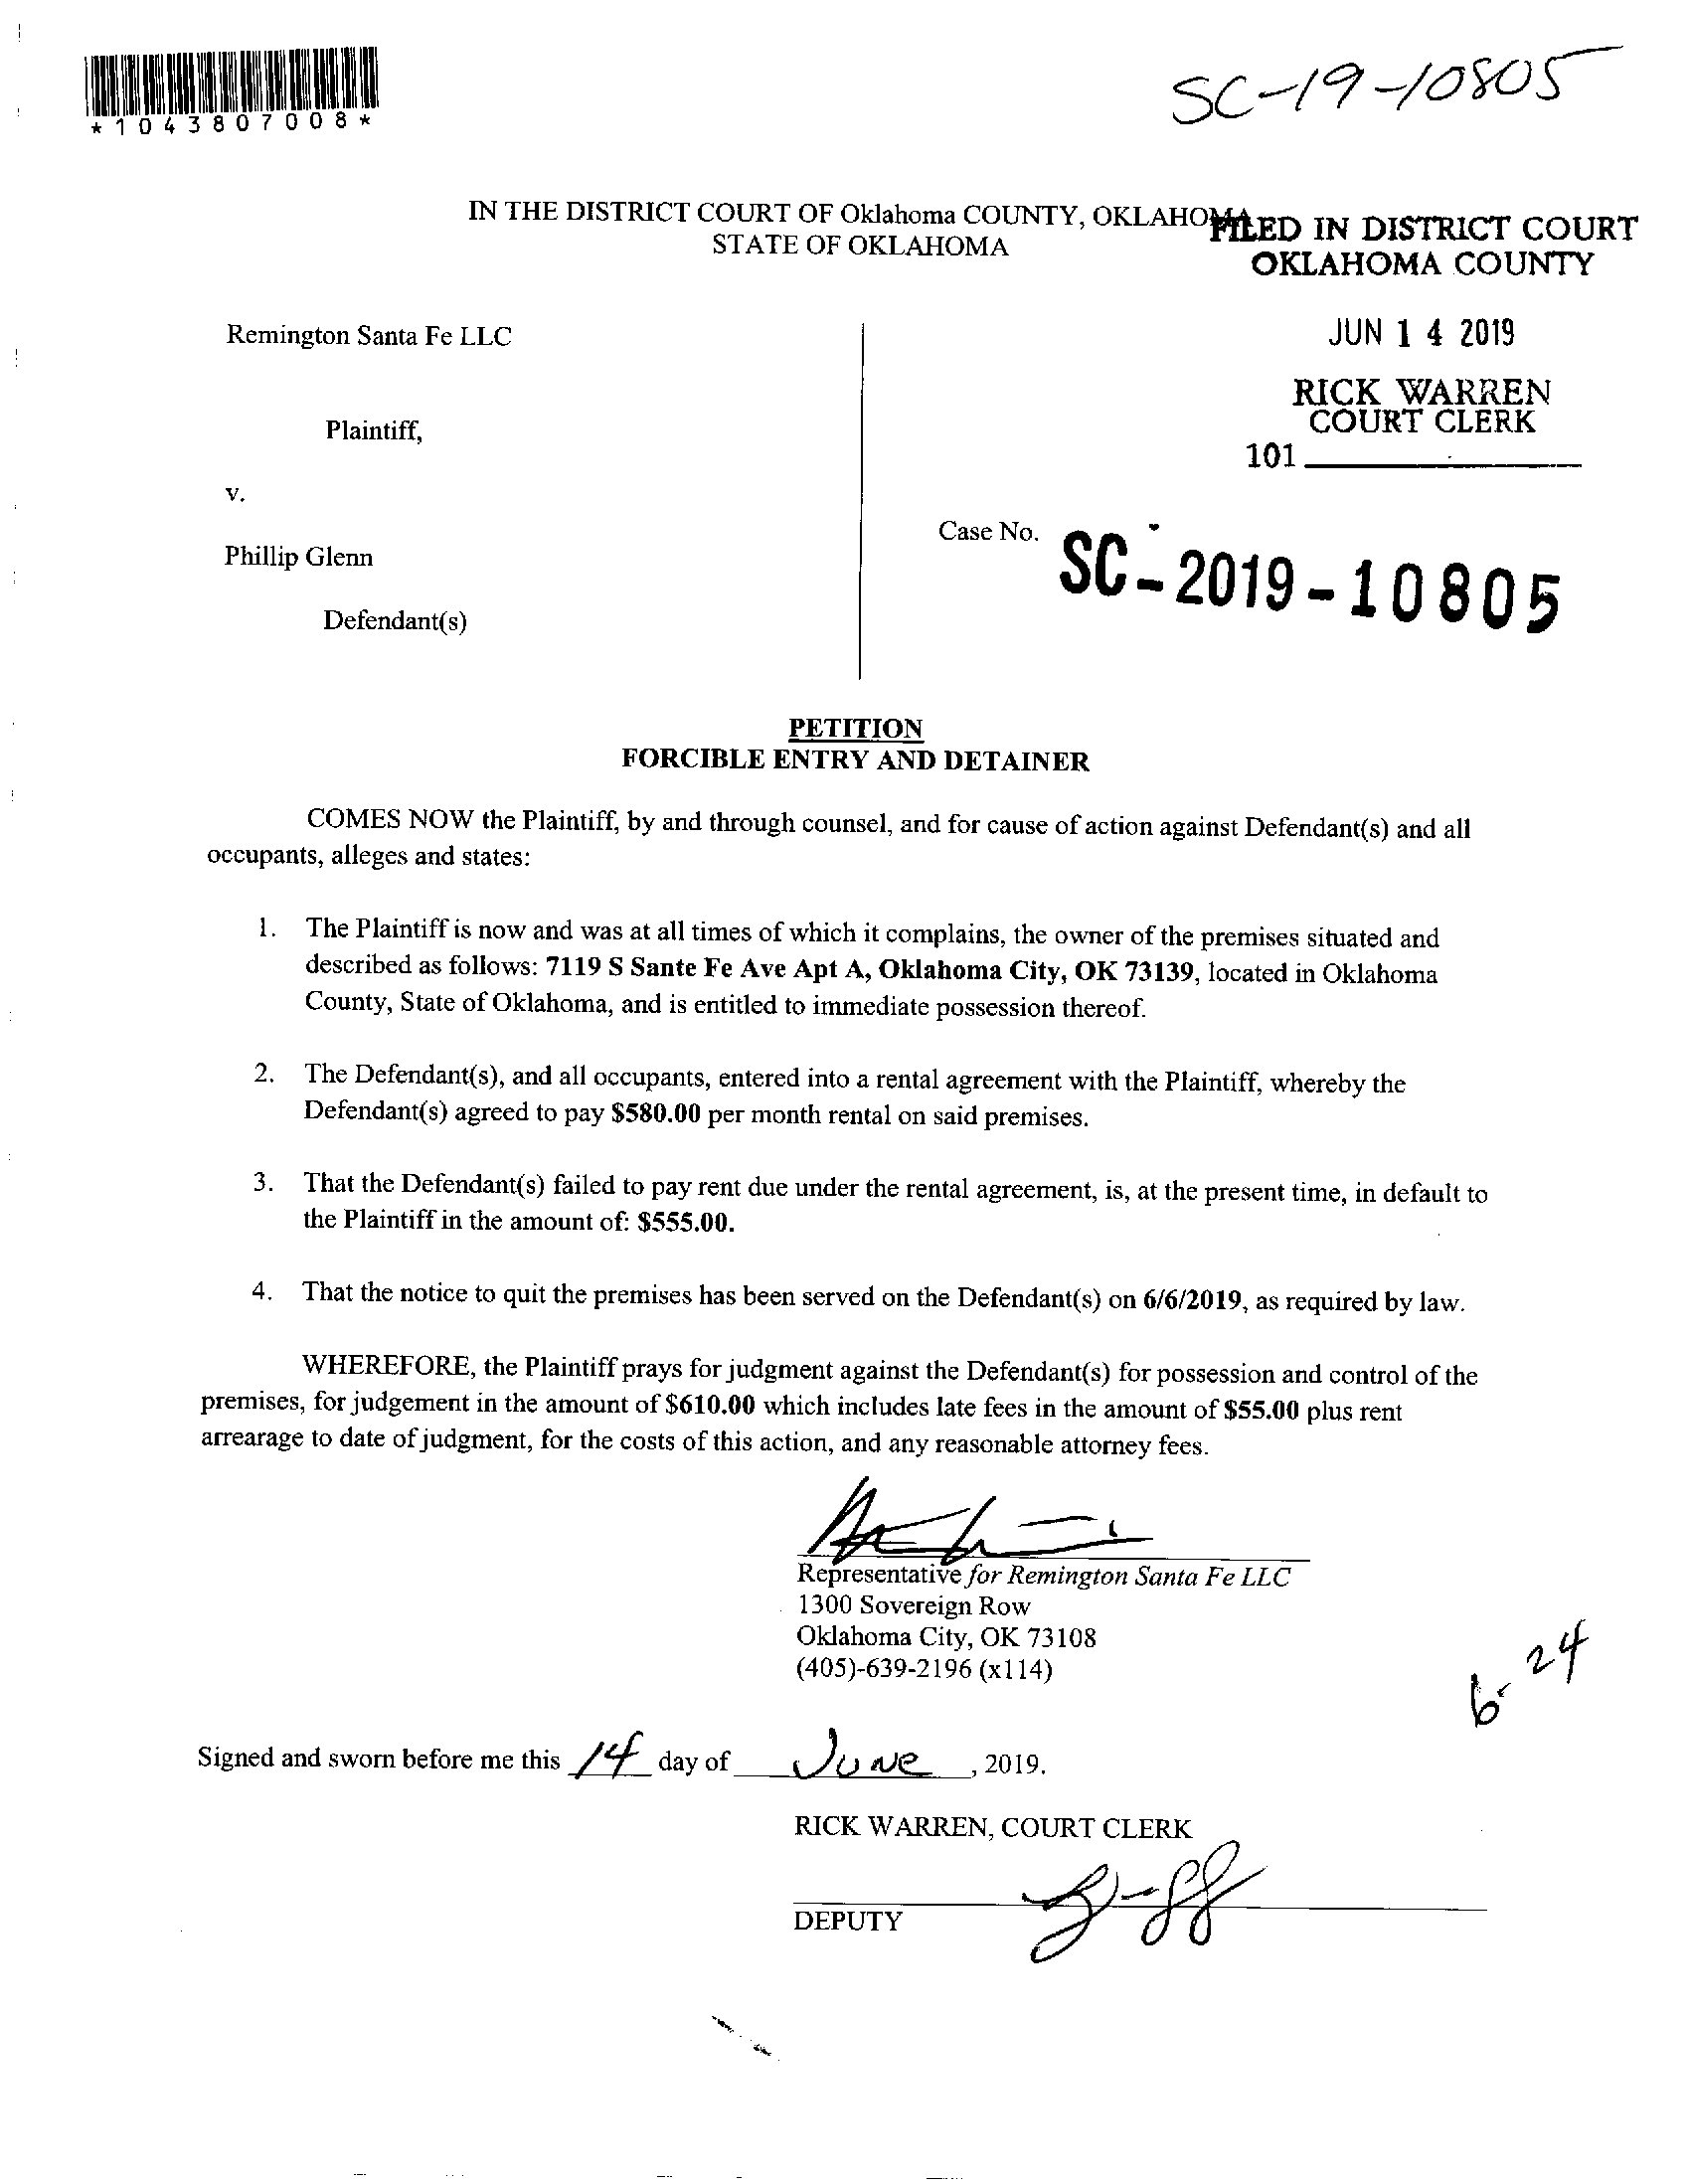 *1043807008*
SC-19-10805
IN THE DISTRICT COURT OF Oklahoma COUNTY, OKLAHOMA
STATE OF OKLAHOMA
FILED IN DISTRICT COURT
OKLAHOMA COUNTY
JUN 14 2019
RICK WARREN
COURT CLERK
101
Remington Santa Fe LLC
Plaintiff,
v.
Phillip Glenn
Defendant(s)
Case No. SC-2019-10805
PETITION
FORCIBLE ENTRY AND DETAINER
COMES NOW the Plaintiff, by and through counsel, and for cause of action against Defendant(s) and all
occupants, alleges and states:
1. The Plaintiff is now and was at all times of which it complains, the owner of the premises situated and
described as follows: 7119 S Sante Fe Ave Apt A, Oklahoma City, OK 73139, located in Oklahoma
County, State of Oklahoma, and is entitled to immediate possession thereof.
2. The Defendant(s), and all occupants, entered into a rental agreement with the Plaintiff, whereby the
Defendant(s) agreed to pay $580.00 per month rental on said premises.
3. That the Defendant(s) failed to pay rent due under the rental agreement, is, at the present time, in default to
the Plaintiff in the amount of: $555.00.
4. That the notice to quit the premises has been served on the Defendant(s) on 6/6/2019, as required by law.
WHEREFORE, the Plaintiff prays for judgment against the Defendant(s) for possession and control of the
premises, for judgement in the amount of $610.00 which includes late fees in the amount of $55.00 plus rent
arrearage to date of judgment, for the costs of this action, and any reasonable attorney fees.
Representative for Remington Santa Fe LLC
1300 Sovereign Row
Oklahoma City, OK 73108
(405)-639-2196 (x114)
6-24
Signed and sworn before me this 14 day of June, 2019.
RICK WARREN, COURT CLERK
DEPUTY